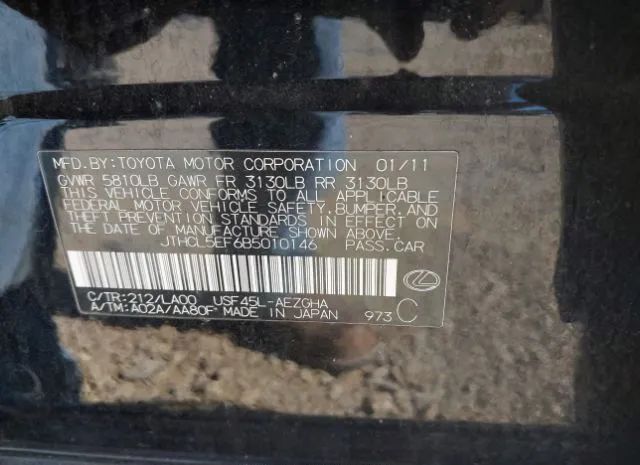 MFD.BY:TOYOTA MOTOR CORPORATION 01/11
GVWR 5810LB GAWR FR 3130LB RR 3130LB
THIS VEHICLE CONFORMS TO ALL APPLICABLE
FEDERAL MOTOR VEHICLE SAFETY,BUMPER,AND
THEFT PREVENTION STANDARDS IN EFFECT ON
THE DATE OF MANUFACTURE SHOWN ABOVE.
JTHCL5EF6B5010146 PASS.CAR
C/TR:212/LA00 USF45L-AEZGHA
A/TM:A02A/AA80F MADE IN JAPAN 973 C